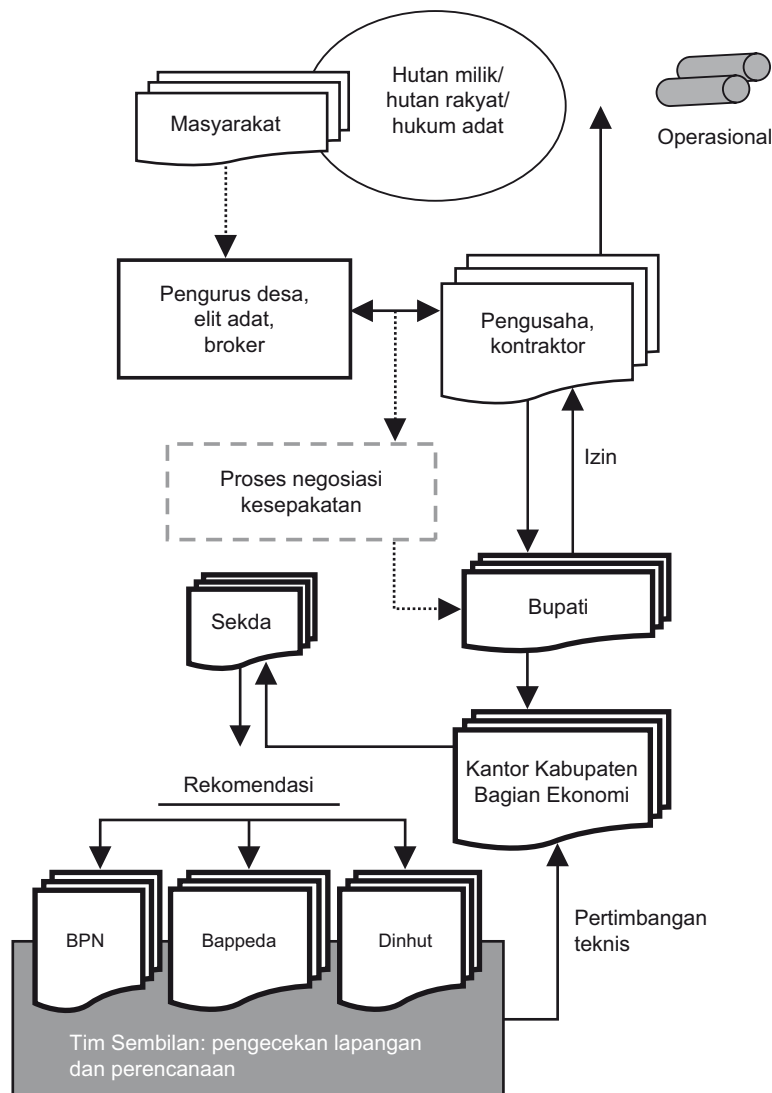 Hutan milik/
hutan rakyat/
hukum adat
Masyarakat
Operasional
Pengurus desa,
elit adat,
broker
Pengusaha,
kontraktor
Izin
Proses negosiasi
kesepakatan
Bupati
Sekda
Kantor Kabupaten
Bagian Ekonomi
Rekomendasi
BPN
Bappeda
Dinhut
Pertimbangan
teknis
Tim Sembilan: pengecekan lapangan
dan perencanaan